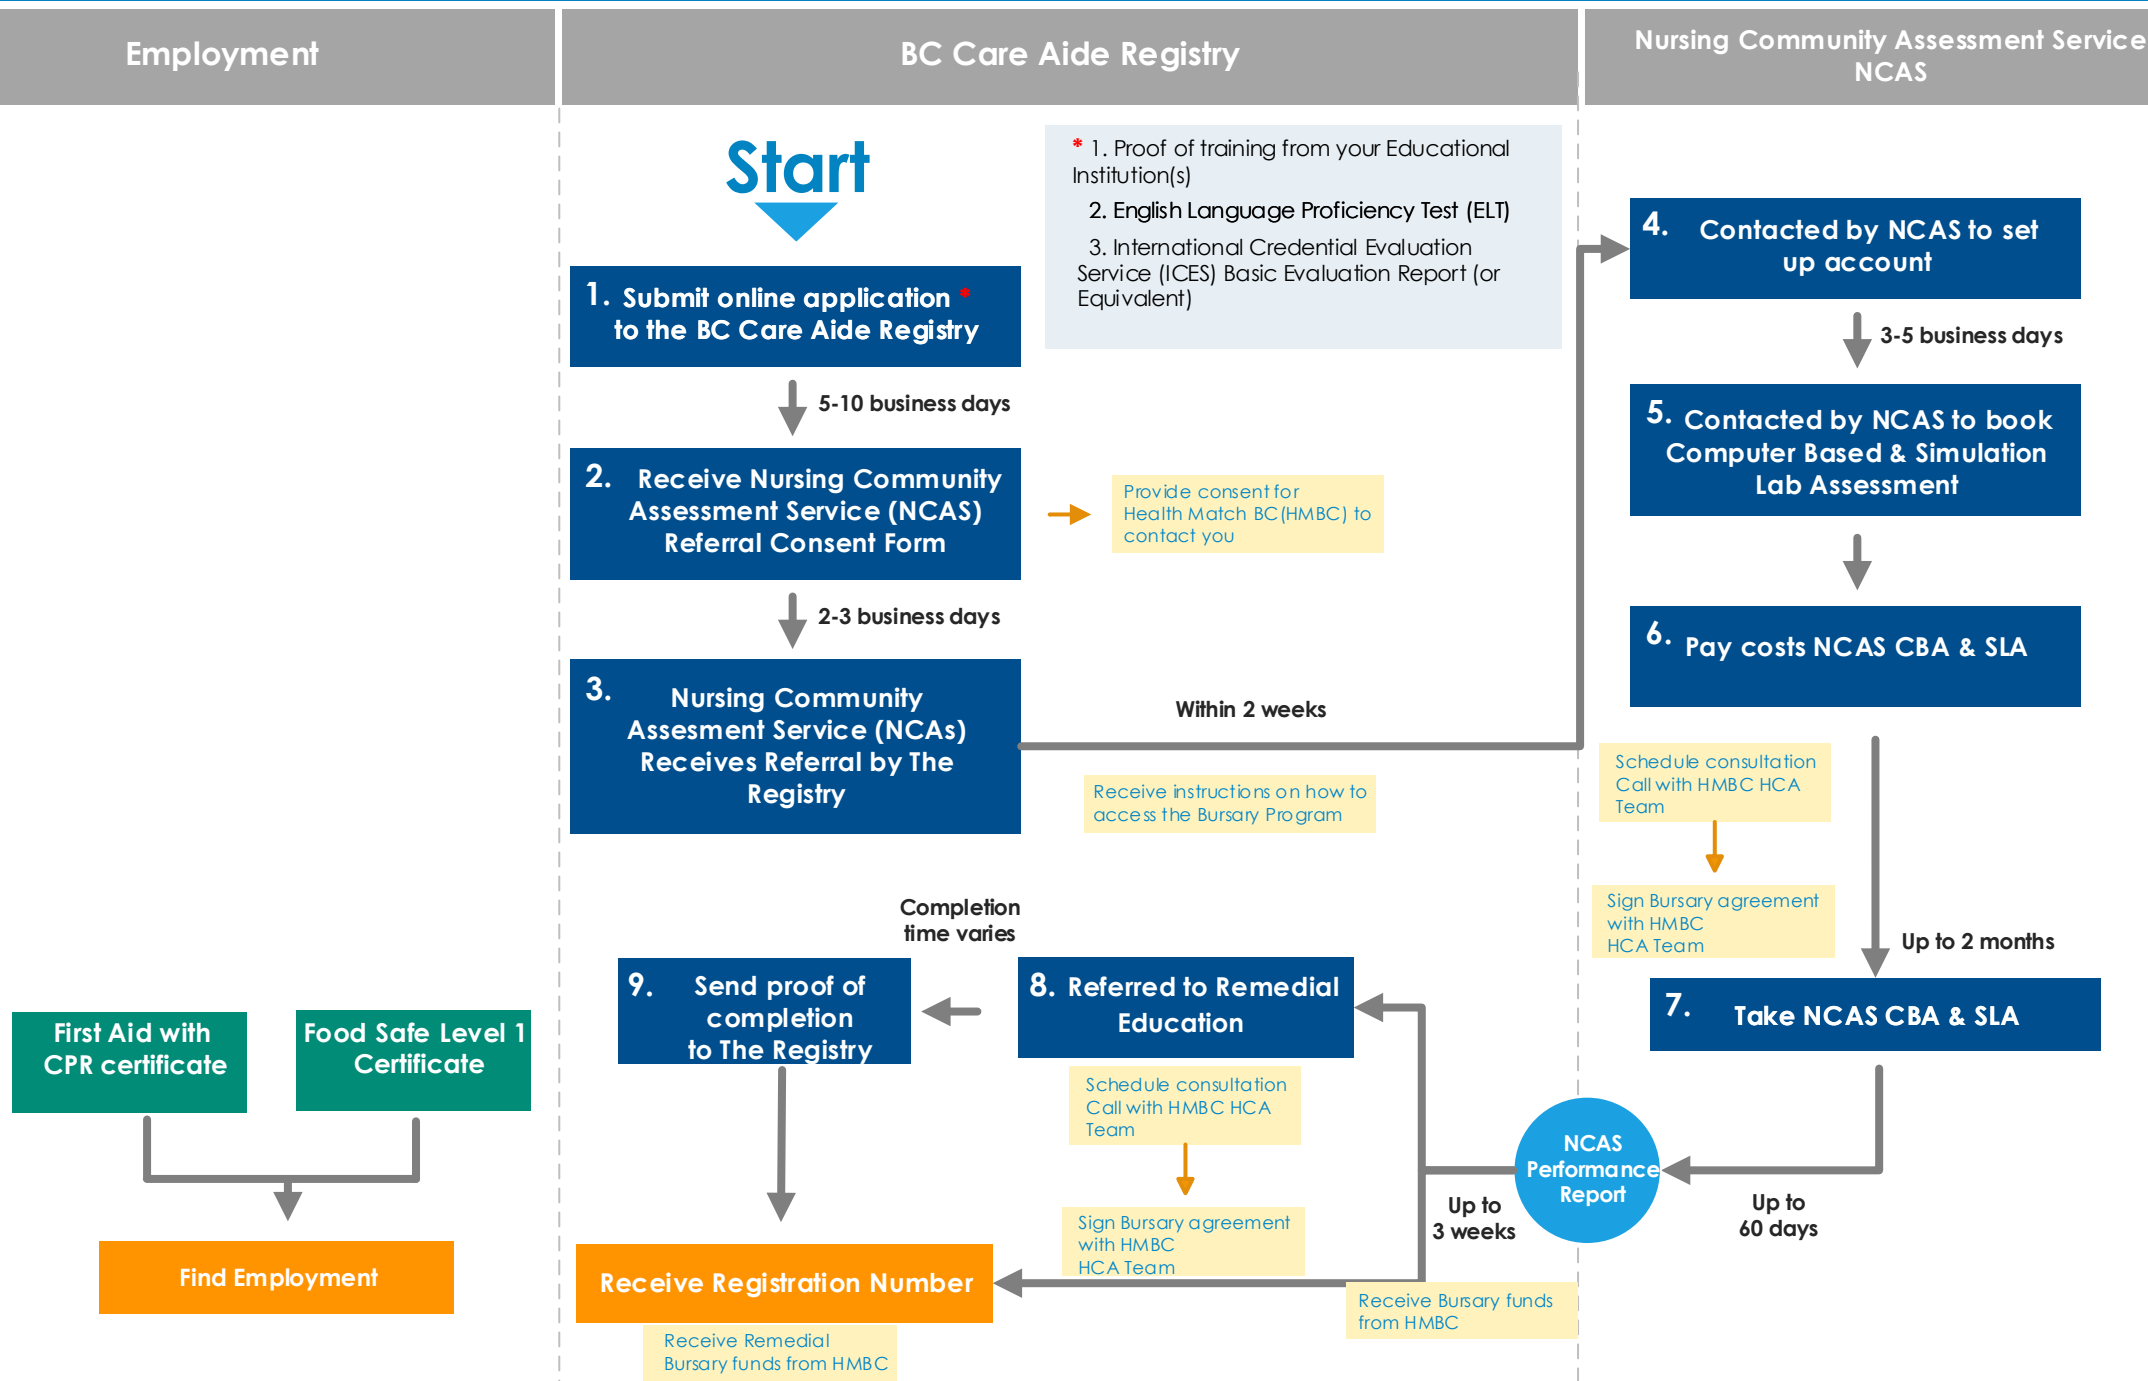 Employment
BC Care Aide Registry
Nursing Community Assessment Service
NCAS
Start
* 1. Proof of training from your Educational
Institution(s)
2. English Language Proficiency Test (ELT)
3. International Credential Evaluation
Service (ICES) Basic Evaluation Report (or
Equivalent)
1. Submit online application *
to the BC Care Aide Registry
5-10 business days
2. Receive Nursing Community
Assessment Service (NCAS)
Referral Consent Form
Provide consent for
Health Match BC(HMBC) to
contact you
2-3 business days
3. Nursing Community
Assesment Service (NCAs)
Receives Referral by The
Registry
Within 2 weeks
Receive instructions on how to
access the Bursary Program
4. Contacted by NCAS to set
up account
3-5 business days
5. Contacted by NCAS to book
Computer Based & Simulation
Lab Assessment
6. Pay costs NCAS CBA & SLA
Schedule consultation
Call with HMBC HCA
Team
Sign Bursary agreement
with HMBC
HCA Team
Up to 2 months
7. Take NCAS CBA & SLA
Up to
60 days
NCAS
Performance
Report
Up to
3 weeks
8. Referred to Remedial
Education
Schedule consultation
Call with HMBC HCA
Team
Sign Bursary agreement
with HMBC
HCA Team
Receive Bursary funds
from HMBC
Completion
time varies
9. Send proof of
completion
to The Registry
Receive Registration Number
Receive Remedial
Bursary funds from HMBC
First Aid with
CPR certificate
Food Safe Level 1
Certificate
Find Employment